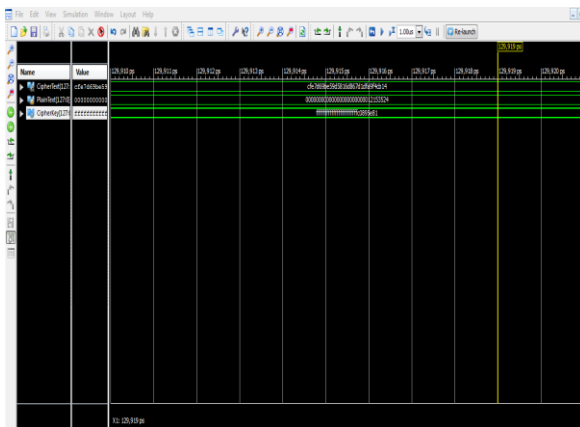 File Edit View Simulation Window Layout Help
1.00us Re-launch
129,919 ps
Name Value 129,910 ps 129,911 ps 129,912 ps 129,913 ps 129,914 ps 129,915 ps 129,916 ps 129,917 ps 129,918 ps 129,919 ps 129,920 ps
CipherText[127:
PlainText[127:0] 00000000000 00000000000000000000000012153524
CipherKey[127: ffffffffffff
X1: 129,919 ps